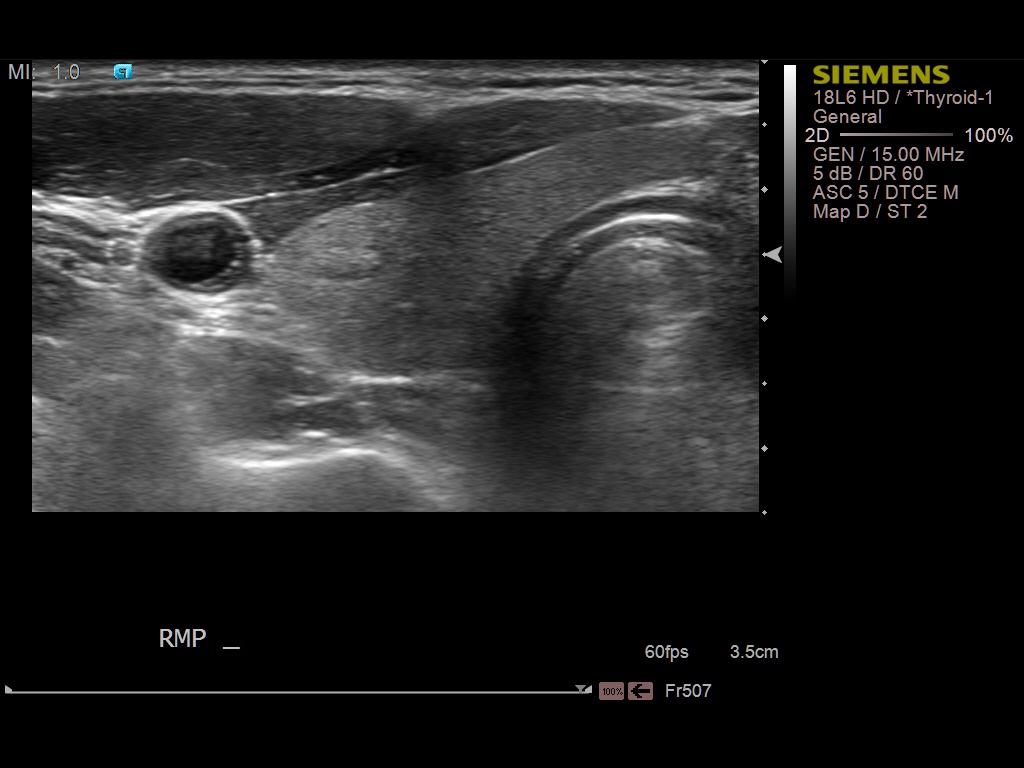 MI: 1.0
SIEMENS
18L6 HD / *Thyroid-1
General
2D 100%
GEN / 15.00 MHz
5 dB / DR 60
ASC 5 / DTCE M
Map D / ST 2
RMP _
60fps 3.5cm
100% Fr507